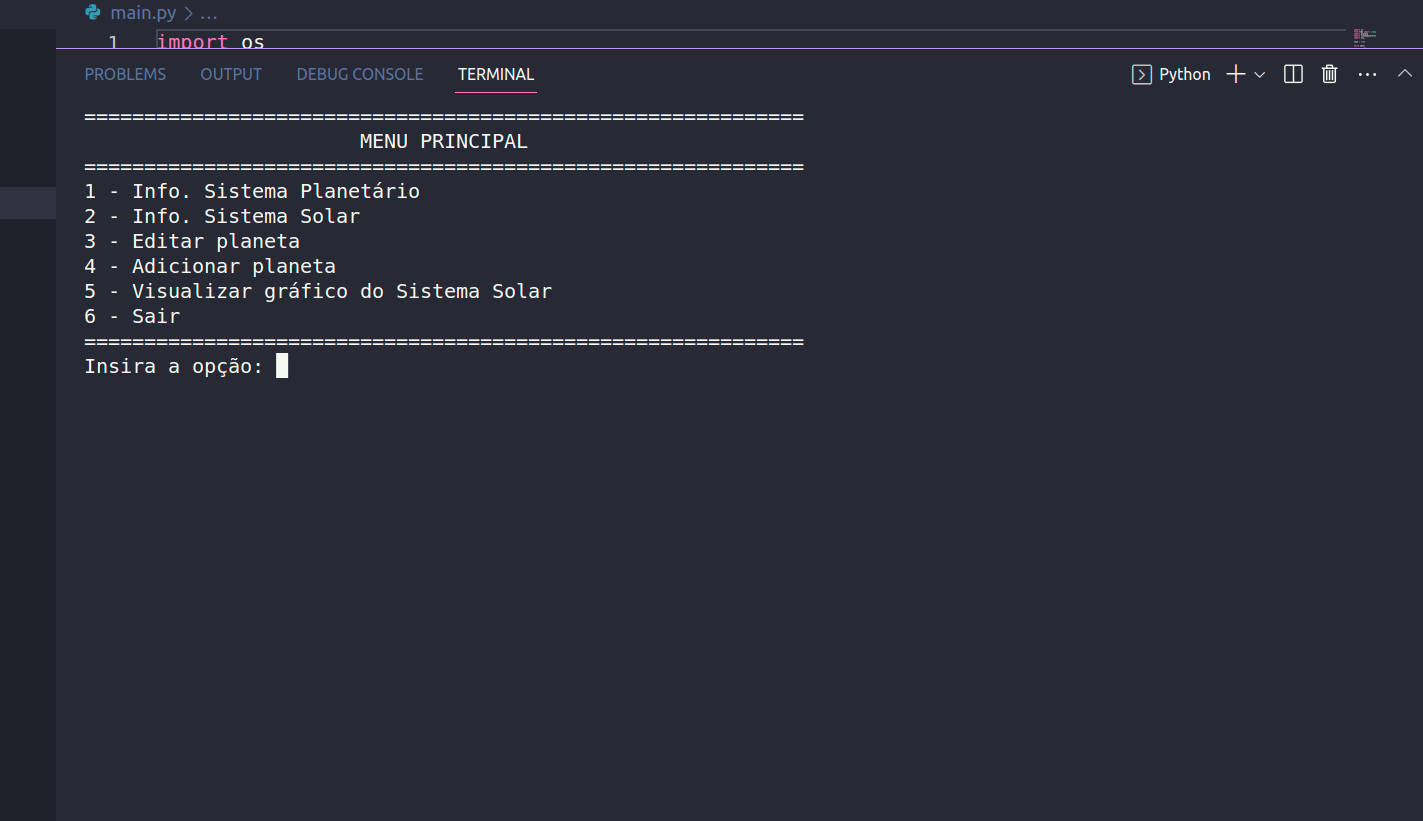 main.py > ...
1 import os
PROBLEMS OUTPUT DEBUG CONSOLE TERMINAL Python
============================================================
MENU PRINCIPAL
============================================================
1 - Info. Sistema Planetário
2 - Info. Sistema Solar
3 - Editar planeta
4 - Adicionar planeta
5 - Visualizar gráfico do Sistema Solar
6 - Sair
============================================================
Insira a opção: